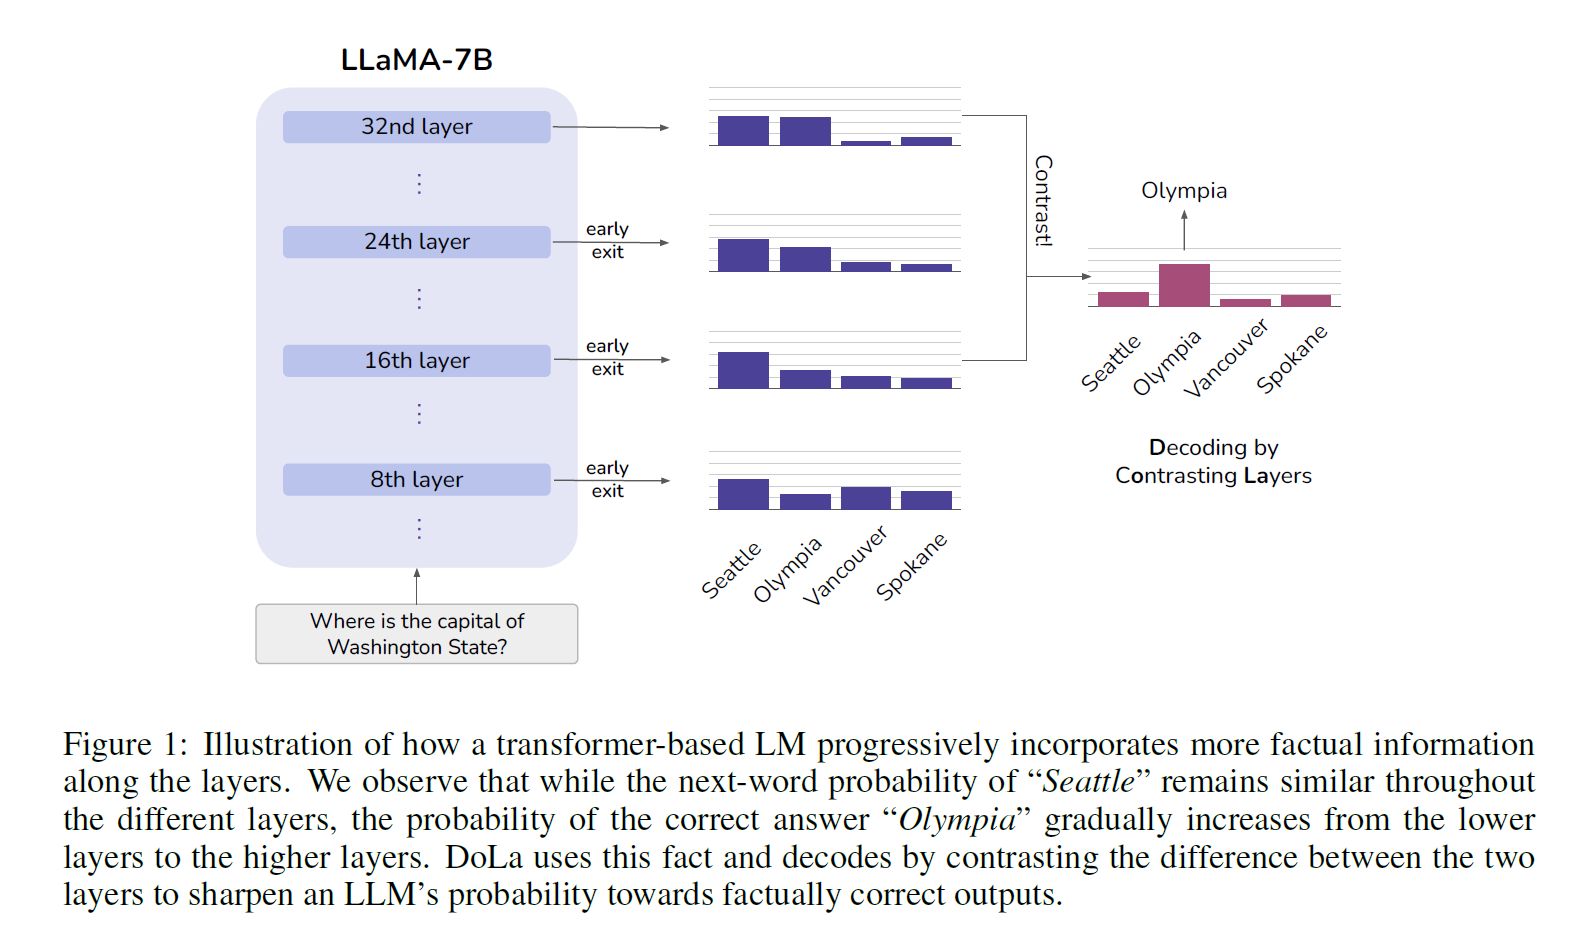 LLaMA-7B
32nd layer
24th layer
early
exit
16th layer
early
exit
8th layer
early
exit
Where is the capital of
Washington State?
Seattle
Olympia
Vancouver
Spokane
Contrast!
Olympia
Seattle
Olympia
Vancouver
Spokane
Decoding by
Contrasting Layers
Figure 1: Illustration of how a transformer-based LM progressively incorporates more factual information
along the layers. We observe that while the next-word probability of “Seattle” remains similar throughout
the different layers, the probability of the correct answer “Olympia” gradually increases from the lower
layers to the higher layers. DoLa uses this fact and decodes by contrasting the difference between the two
layers to sharpen an LLM’s probability towards factually correct outputs.